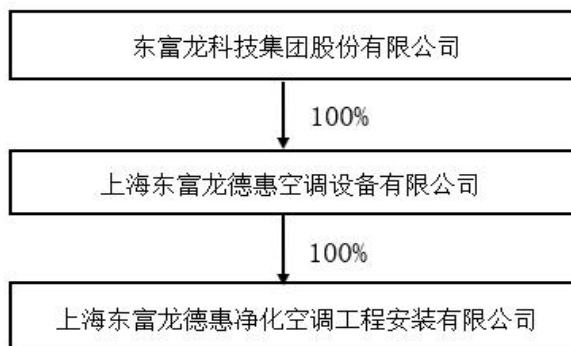 东富龙科技集团股份有限公司
100%
上海东富龙德惠空调设备有限公司
100%
上海东富龙德惠净化空调工程安装有限公司